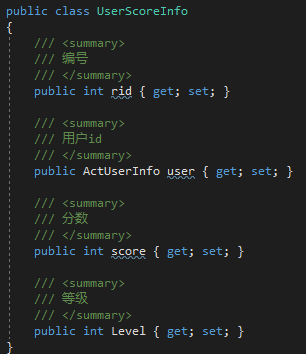 public class UserScoreInfo
{
/// <summary>
/// 编号
/// </summary>
public int rid { get; set; }
/// <summary>
/// 用户id
/// </summary>
public ActUserInfo user { get; set; }
/// <summary>
/// 分数
/// </summary>
public int score { get; set; }
/// <summary>
/// 等级
/// </summary>
public int Level { get; set; }
}